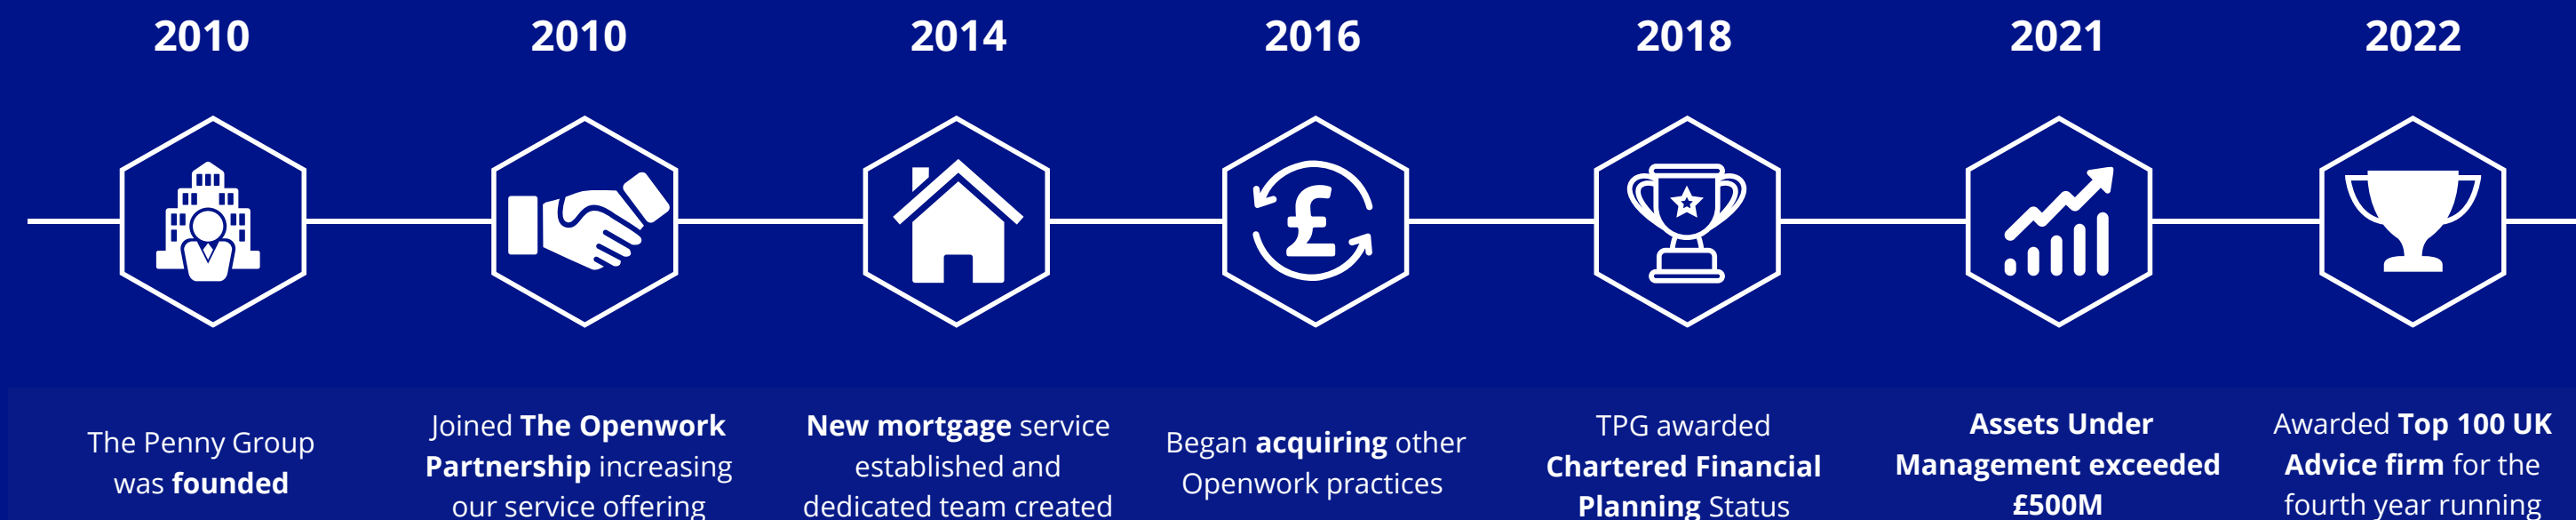 2010
The Penny Group
was founded
2010
Joined The Openwork
Partnership increasing
our service offering
2014
New mortgage service
established and
dedicated team created
2016
£
Began acquiring other
Openwork practices
2018
TPG awarded
Chartered Financial
Planning Status
2021
Assets Under
Management exceeded
£500M
2022
Awarded Top 100 UK
Advice firm for the
fourth year running